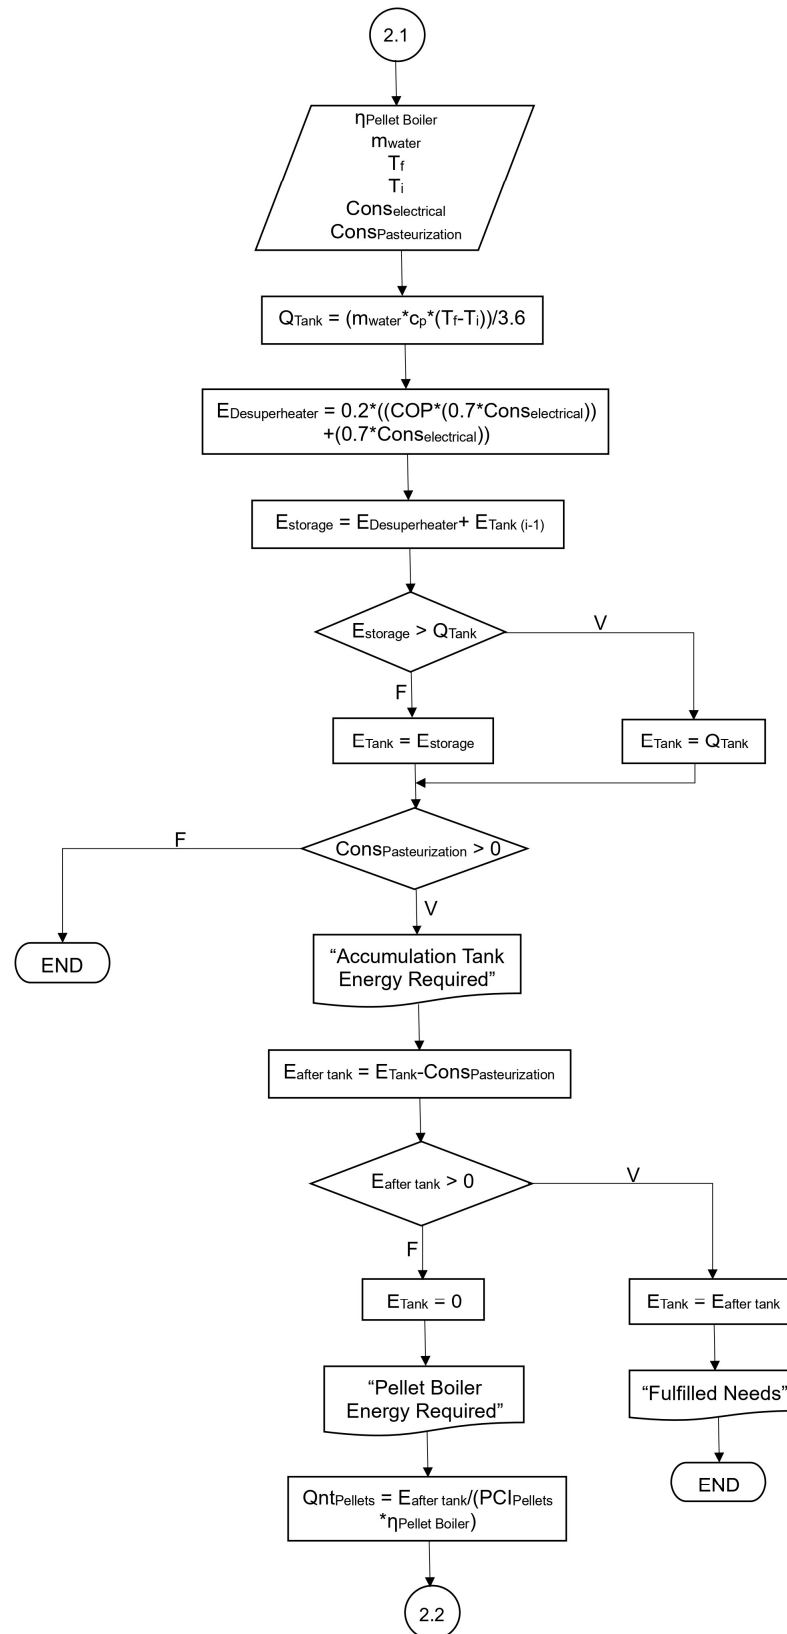 2.1
ηPellet Boiler
mwater
Tf
Ti
Conselectrical
ConsPasteurization
QTank = (mwater*cp*(Tf-Ti))/3.6
EDesuperheater = 0.2*((COP*(0.7*Conselectrical))
+(0.7*Conselectrical))
Estorage = EDesuperheater+ ETank (i-1)
Estorage > QTank
V
F
ETank = Estorage
ETank = QTank
ConsPasteurization > 0
F
V
END
“Accumulation Tank
Energy Required”
Eafter tank = ETank-ConsPasteurization
Eafter tank > 0
V
F
ETank = 0
ETank = Eafter tank
“Pellet Boiler
Energy Required”
“Fulfilled Needs”
END
QntPellets = Eafter tank/(PCIPellets
*ηPellet Boiler)
2.2